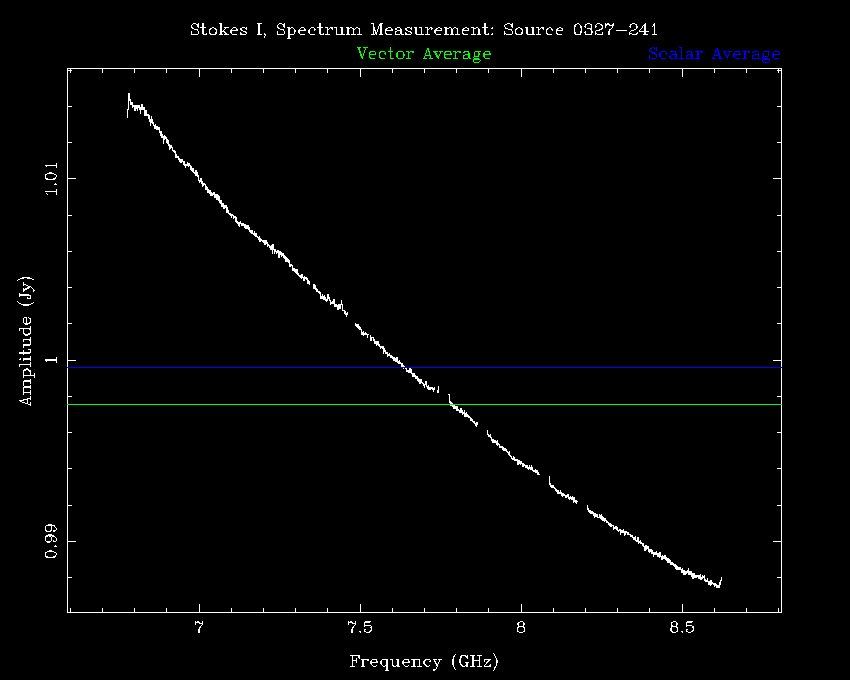 Stokes I, Spectrum Measurement: Source 0327−241
Vector Average Scalar Average
1.01
1
0.99
Amplitude (Jy)
7 7.5 8 8.5
Frequency (GHz)